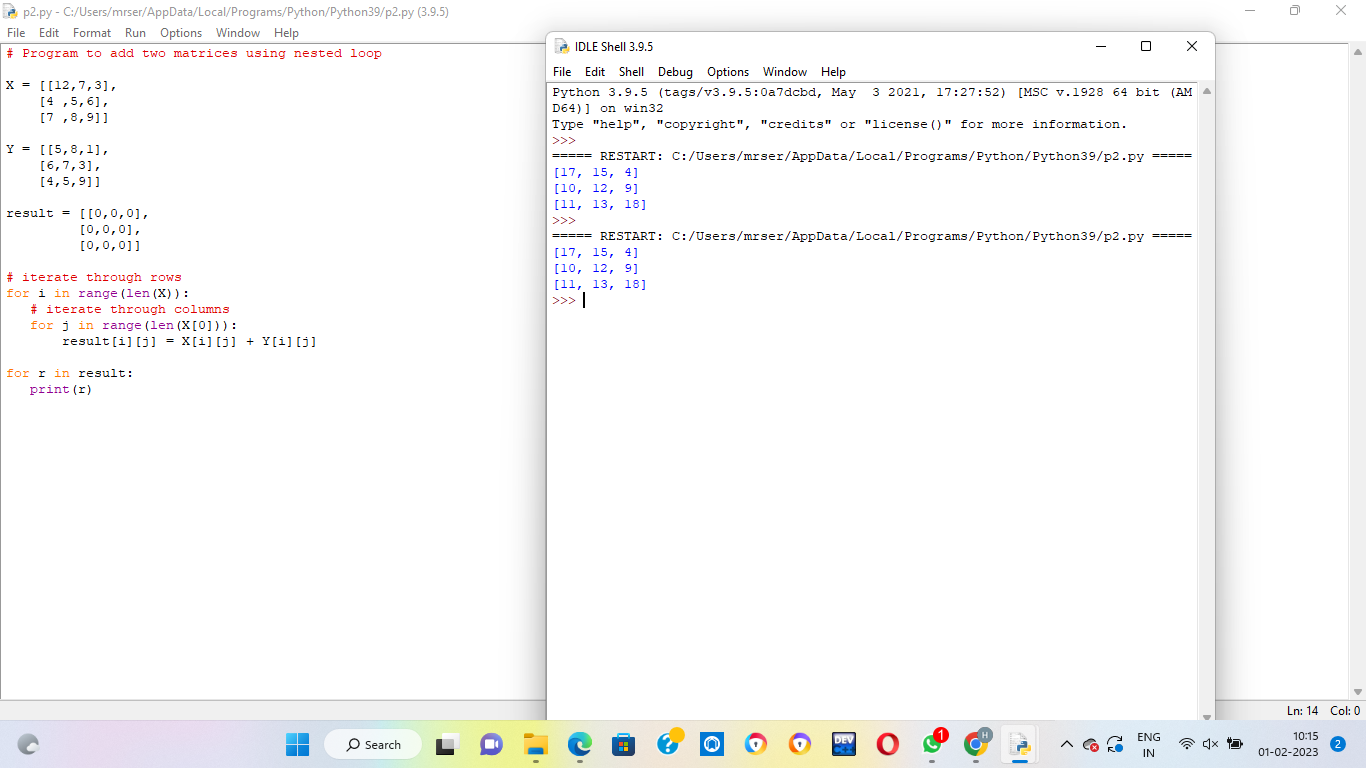 p2.py - C:/Users/mrser/AppData/Local/Programs/Python/Python39/p2.py (3.9.5)
File Edit Format Run Options Window Help
# Program to add two matrices using nested loop
X = [[12,7,3],
    [4 ,5,6],
    [7 ,8,9]]
Y = [[5,8,1],
    [6,7,3],
    [4,5,9]]
result = [[0,0,0],
         [0,0,0],
         [0,0,0]]
# iterate through rows
for i in range(len(X)):
   # iterate through columns
   for j in range(len(X[0])):
       result[i][j] = X[i][j] + Y[i][j]
for r in result:
   print(r)
IDLE Shell 3.9.5
File Edit Shell Debug Options Window Help
Python 3.9.5 (tags/v3.9.5:0a7dcbd, May  3 2021, 17:27:52) [MSC v.1928 64 bit (AM
D64)] on win32
Type "help", "copyright", "credits" or "license()" for more information.
>>>
===== RESTART: C:/Users/mrser/AppData/Local/Programs/Python/Python39/p2.py =====
[17, 15, 4]
[10, 12, 9]
[11, 13, 18]
>>>
===== RESTART: C:/Users/mrser/AppData/Local/Programs/Python/Python39/p2.py =====
[17, 15, 4]
[10, 12, 9]
[11, 13, 18]
>>>
Ln: 14 Col: 0
Search
DEV
1
H
ENG
IN
10:15
01-02-2023
2